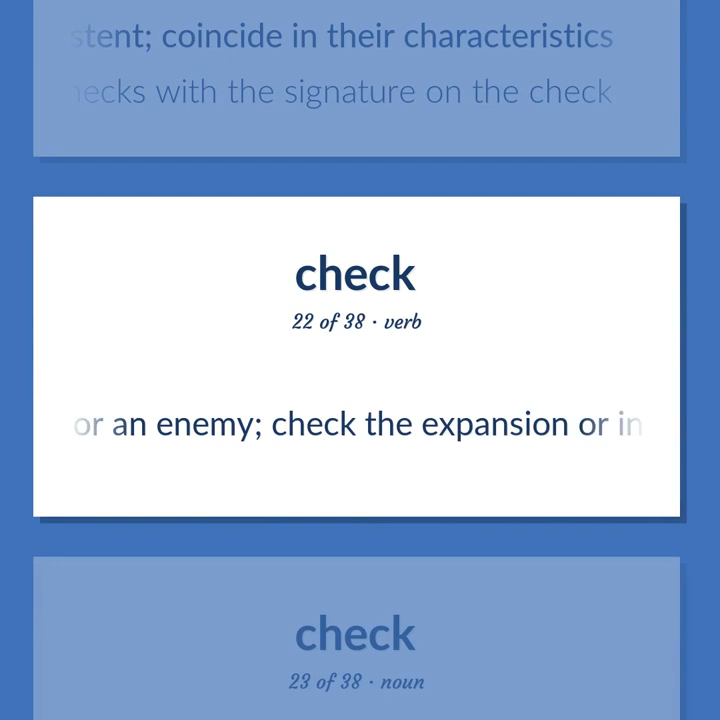 stent; coincide in their characteristics
hecks with the signature on the check
check
22 of 38 · verb
or an enemy; check the expansion or in
check
23 of 38 · noun